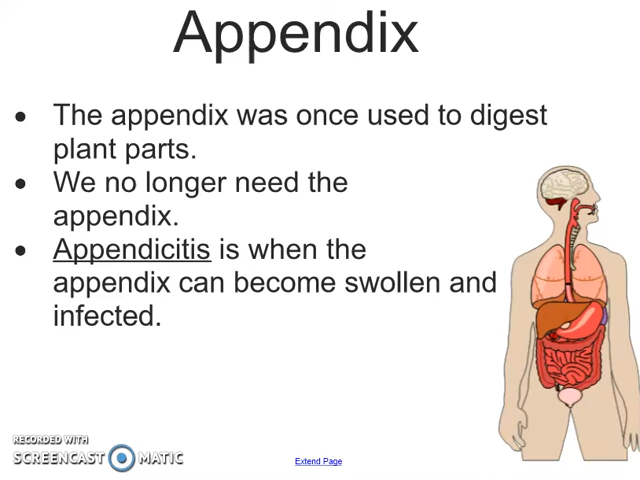 Appendix
• The appendix was once used to digest
plant parts.
• We no longer need the
appendix.
• Appendicitis is when the
appendix can become swollen and
infected.
RECORDED WITH
SCREENCAST MATIC
Extend Page